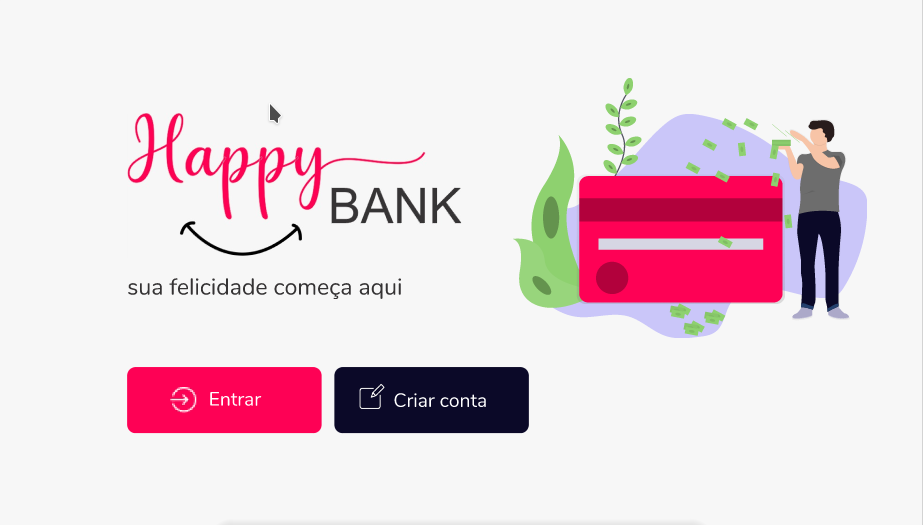 Happy
BANK
sua felicidade começa aqui
Entrar
Criar conta